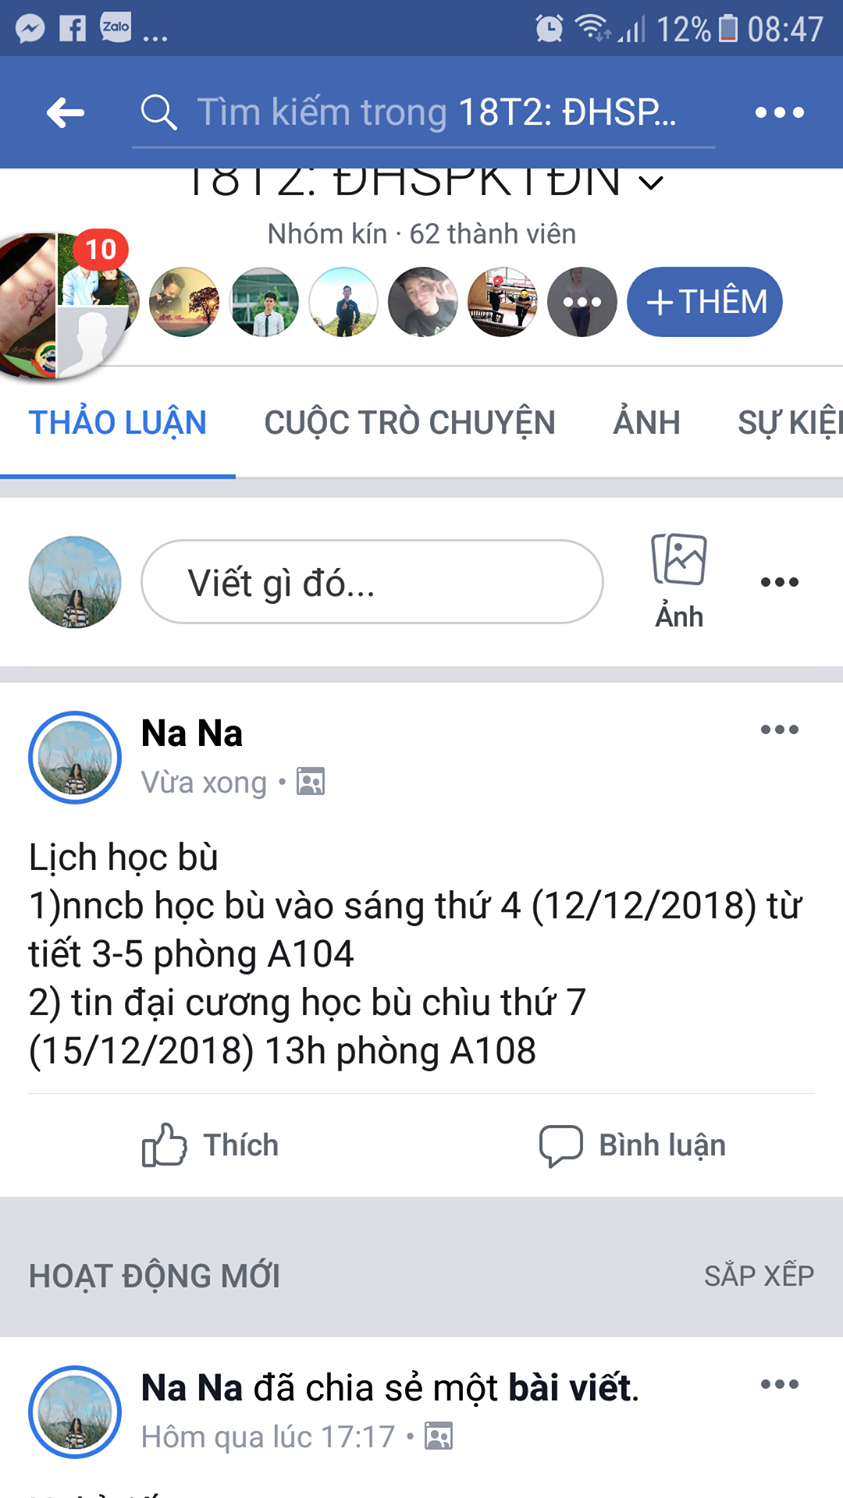 Zalo ... 12% 08:47
Tìm kiếm trong 18T2: ĐHSP...
18T2: ĐHSPKTĐN
Nhóm kín · 62 thành viên
10
+ THÊM
THẢO LUẬN CUỘC TRÒ CHUYỆN ẢNH SỰ KIỆ
Viết gì đó...
Ảnh
Na Na
Vừa xong •
Lịch học bù
1)nncb học bù vào sáng thứ 4 (12/12/2018) từ
tiết 3-5 phòng A104
2) tin đại cương học bù chìu thứ 7
(15/12/2018) 13h phòng A108
Thích Bình luận
HOẠT ĐỘNG MỚI SẮP XẾP
Na Na đã chia sẻ một bài viết.
Hôm qua lúc 17:17 •